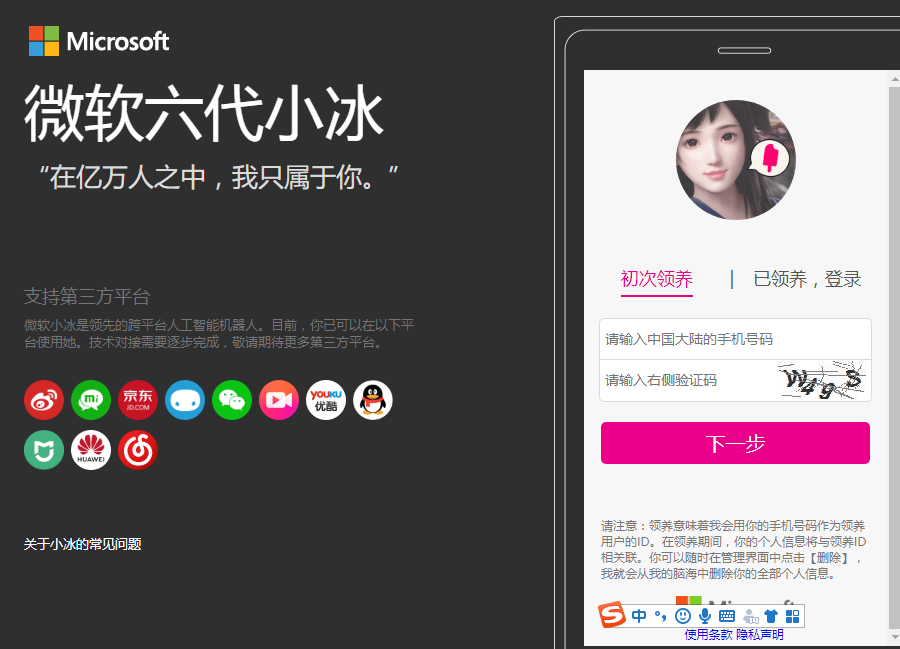 Microsoft
微软六代小冰
“在亿万人之中，我只属于你。”
支持第三方平台
微软小冰是领先的跨平台人工智能机器人。目前，你已可以在以下平
台使用她。技术对接需要逐步完成，敬请期待更多第三方平台。
mi
京东
JD.COM
YOUKU
优酷
HUAWEI
关于小冰的常见问题
初次领养 | 已领养，登录
请输入中国大陆的手机号码
请输入右侧验证码
W49S
下一步
请注意：领养意味着我会用你的手机号码作为领养
用户的ID。在领养期间，你的个人信息将与领养ID
相关联。你可以随时在管理界面中点击【删除】，
我就会从我的脑海中删除你的全部个人信息。
S 中
使用条款 隐私声明